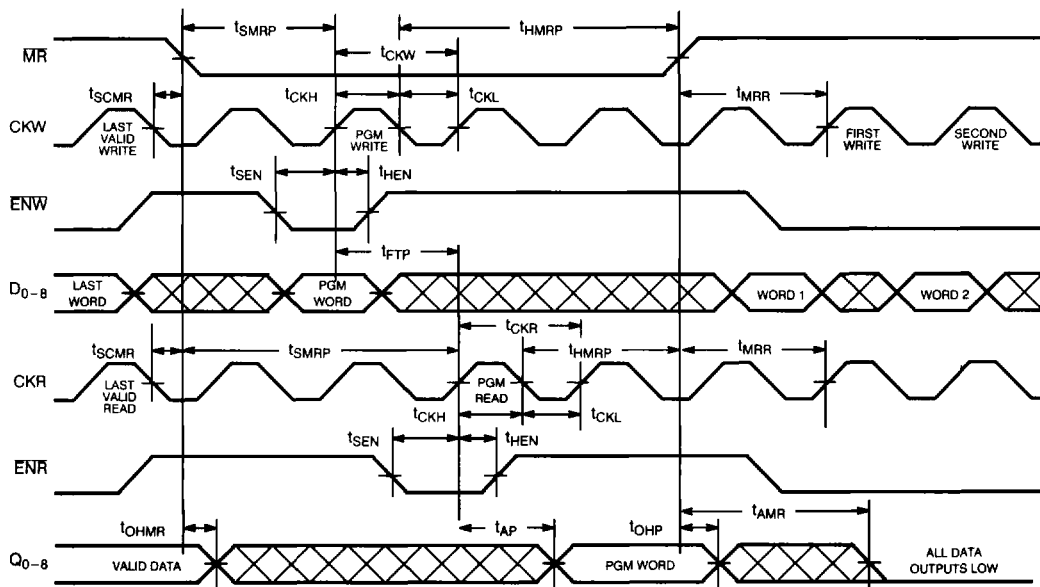 tSMRP tHMRP
MR
tCKW
tSCMR tCKH tCKL tMRR
CKW LAST VALID WRITE PGM WRITE FIRST WRITE SECOND WRITE
tSEN tHEN
ENW
tFTP
D0-8 LAST WORD PGM WORD WORD 1 WORD 2
tCKR
tSCMR tSMRP tHMRP tMRR
CKR LAST VALID READ PGM READ
tCKH tCKL
tSEN tHEN
ENR
tOHMR tAP tOHP tAMR
Q0-8 VALID DATA PGM WORD ALL DATA OUTPUTS LOW